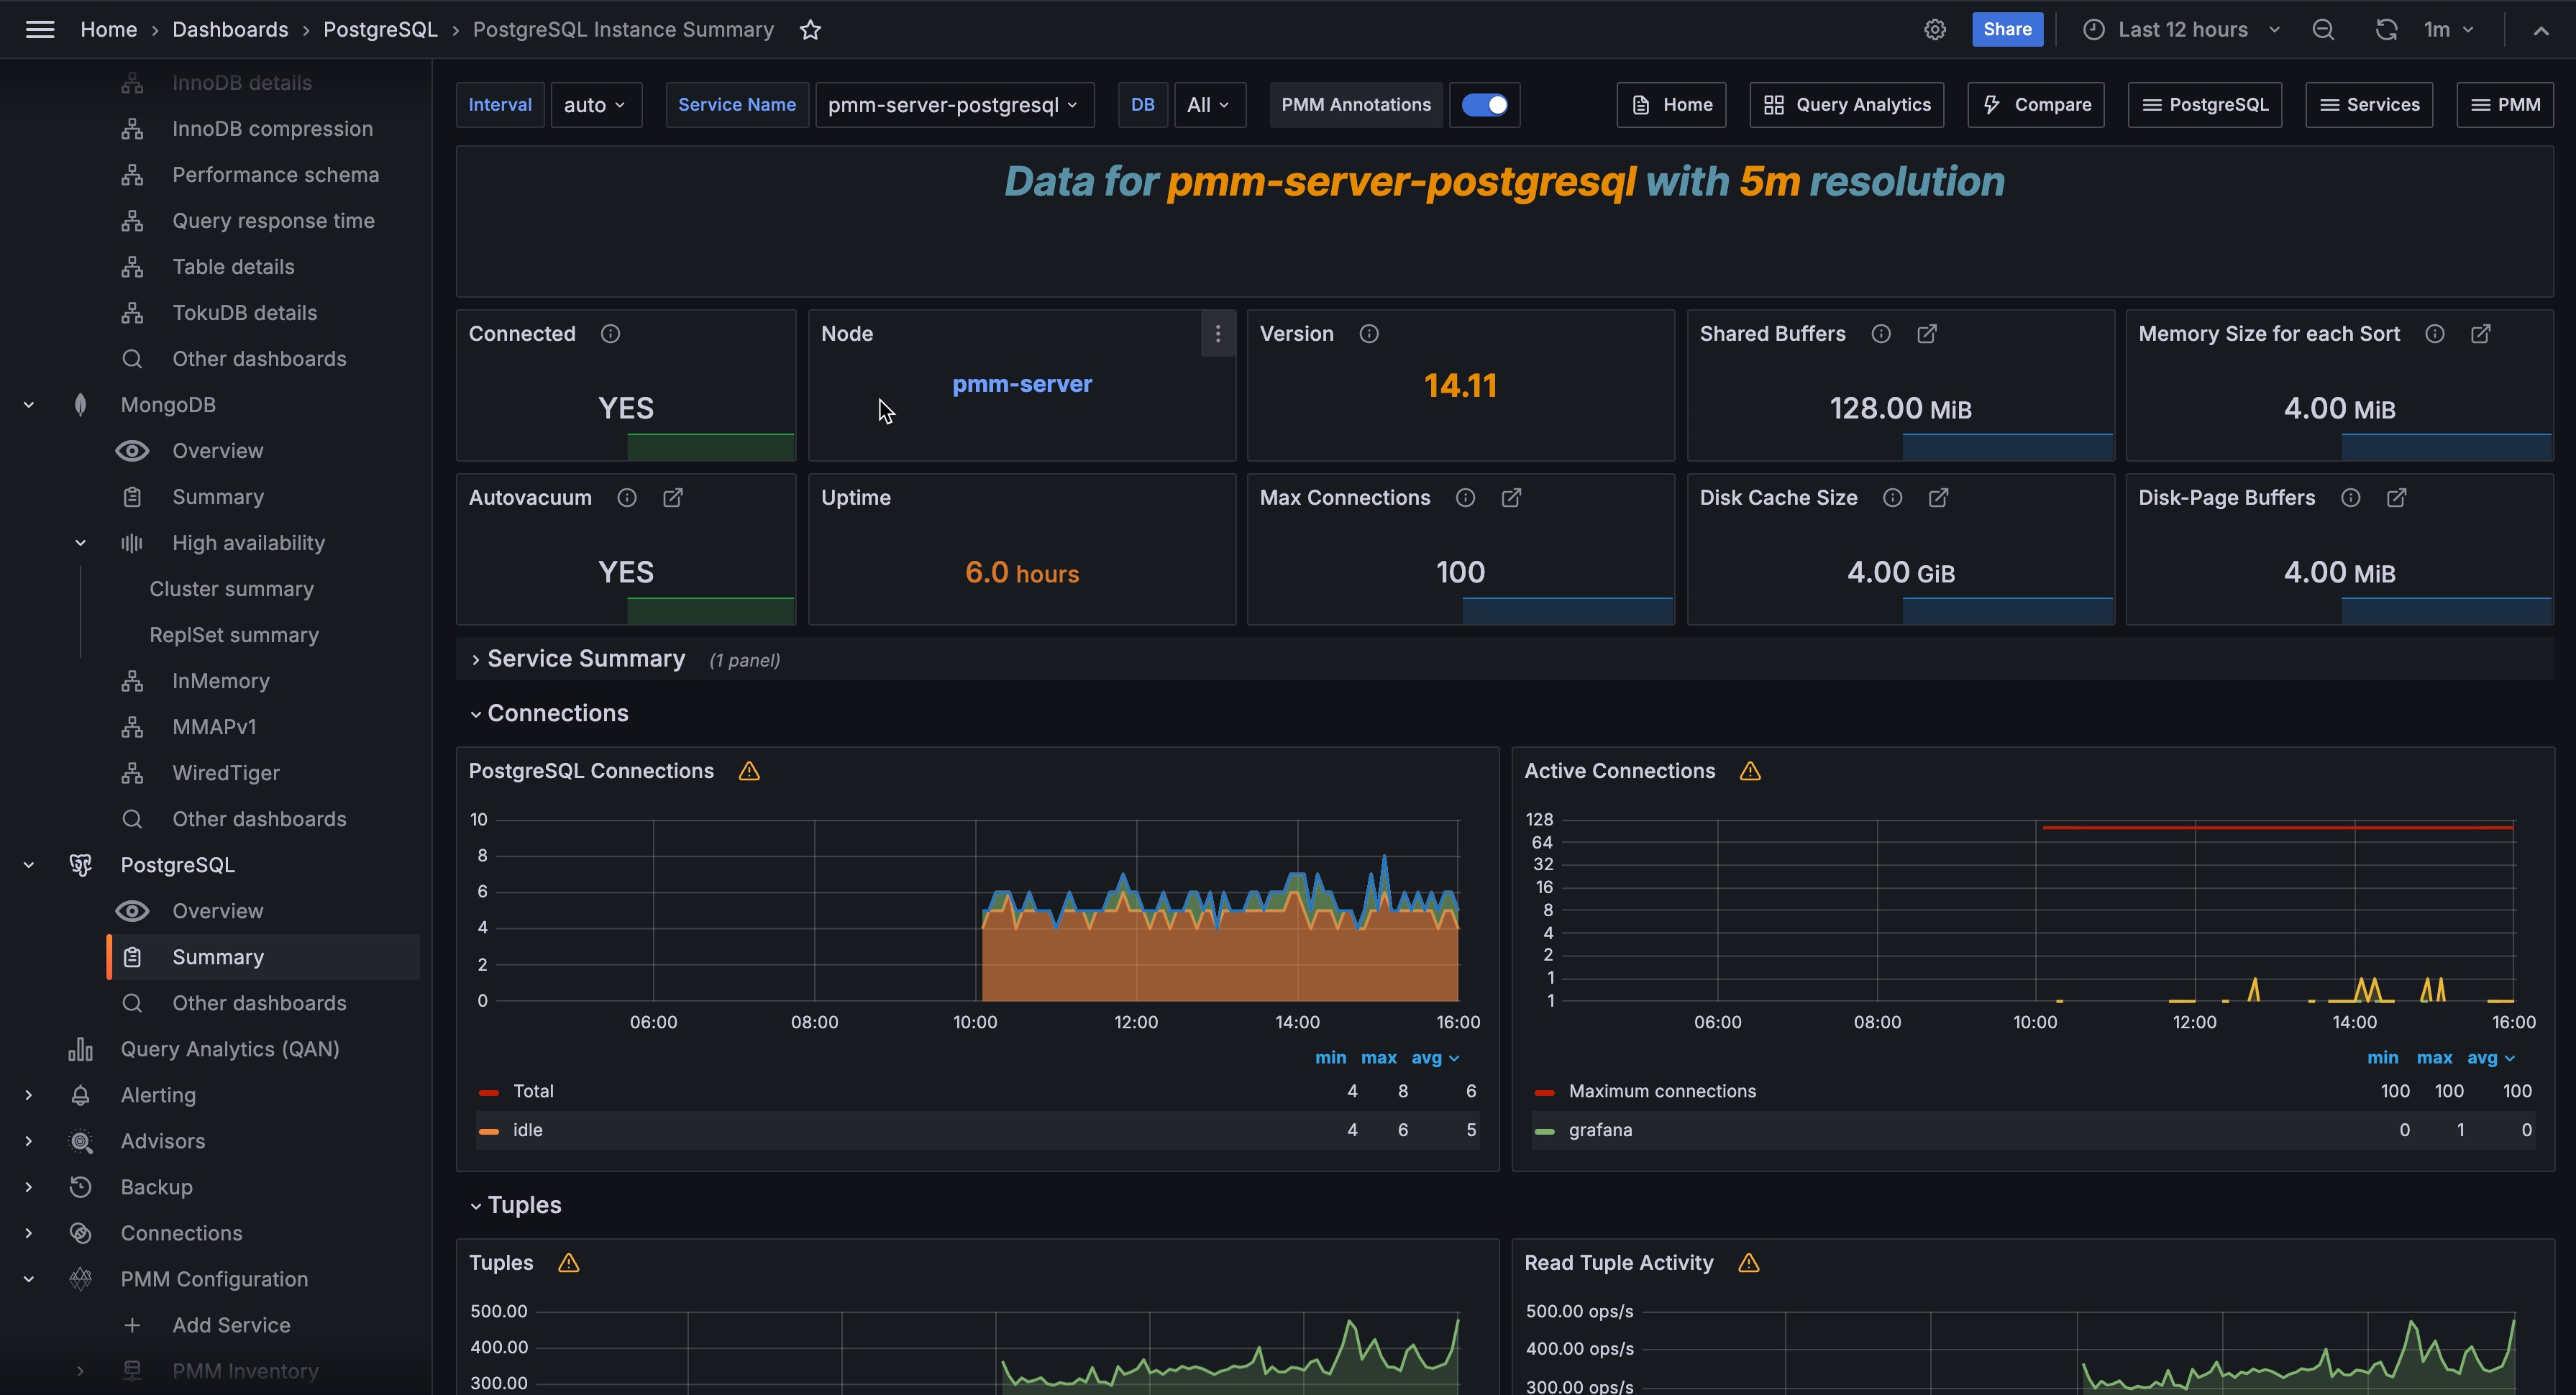 Home › Dashboards › PostgreSQL › PostgreSQL Instance Summary
Share
Last 12 hours
1m
InnoDB details
InnoDB compression
Performance schema
Query response time
Table details
TokuDB details
Other dashboards
MongoDB
Overview
Summary
High availability
Cluster summary
ReplSet summary
InMemory
MMAPv1
WiredTiger
Other dashboards
PostgreSQL
Overview
Summary
Other dashboards
Query Analytics (QAN)
Alerting
Advisors
Backup
Connections
PMM Configuration
Add Service
PMM Inventory
Interval auto Service Name pmm-server-postgresql DB All PMM Annotations
Home Query Analytics Compare PostgreSQL Services PMM
Data for pmm-server-postgresql with 5m resolution
Connected
YES
Node
pmm-server
Version
14.11
Shared Buffers
128.00 MiB
Memory Size for each Sort
4.00 MiB
Autovacuum
YES
Uptime
6.0 hours
Max Connections
100
Disk Cache Size
4.00 GiB
Disk-Page Buffers
4.00 MiB
Service Summary (1 panel)
Connections
PostgreSQL Connections
10
8
6
4
2
0
06:00 08:00 10:00 12:00 14:00 16:00
min max avg
Total 4 8 6
idle 4 6 5
Active Connections
128
64
32
16
8
4
2
1
1
06:00 08:00 10:00 12:00 14:00 16:00
min max avg
Maximum connections 100 100 100
grafana 0 1 0
Tuples
Tuples
500.00
400.00
300.00
Read Tuple Activity
500.00 ops/s
400.00 ops/s
300.00 ops/s